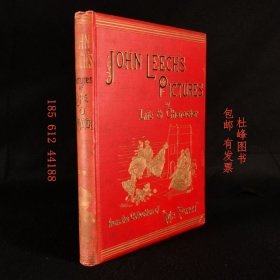 JOHN LEECH'S
PICTURES
of
Life & Character
from the Collection of
"Mr Punch"
185 612 44188
杜峰图书
包邮 有发票